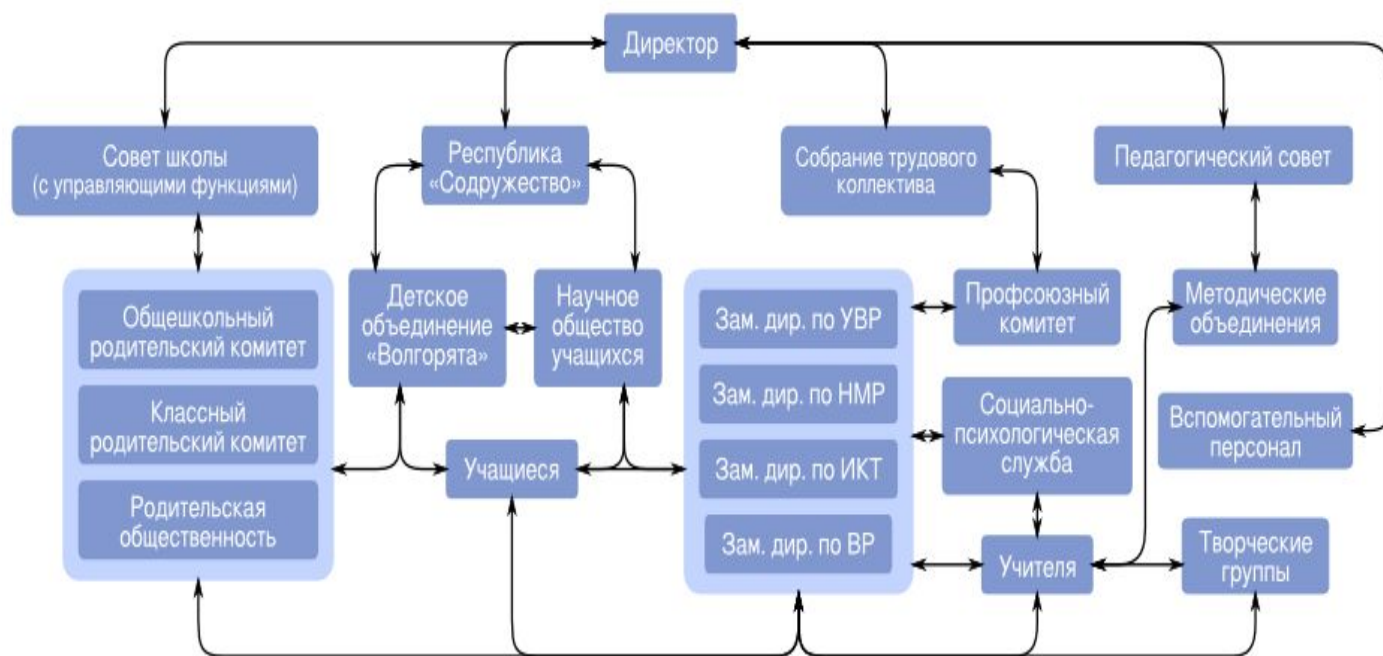 Директор
Совет школы
(с управляющими функциями)
Республика
«Содружество»
Собрание трудового
коллектива
Педагогический совет
Общешкольный
родительский комитет
Классный
родительский комитет
Родительская
общественность
Детское
объединение
«Волгорята»
Научное
общество
учащихся
Учащиеся
Зам. дир. по УВР
Зам. дир. по НМР
Зам. дир. по ИКТ
Зам. дир. по ВР
Профсоюзный
комитет
Социально-
психологическая
служба
Учителя
Методические
объединения
Вспомогательный
персонал
Творческие
группы